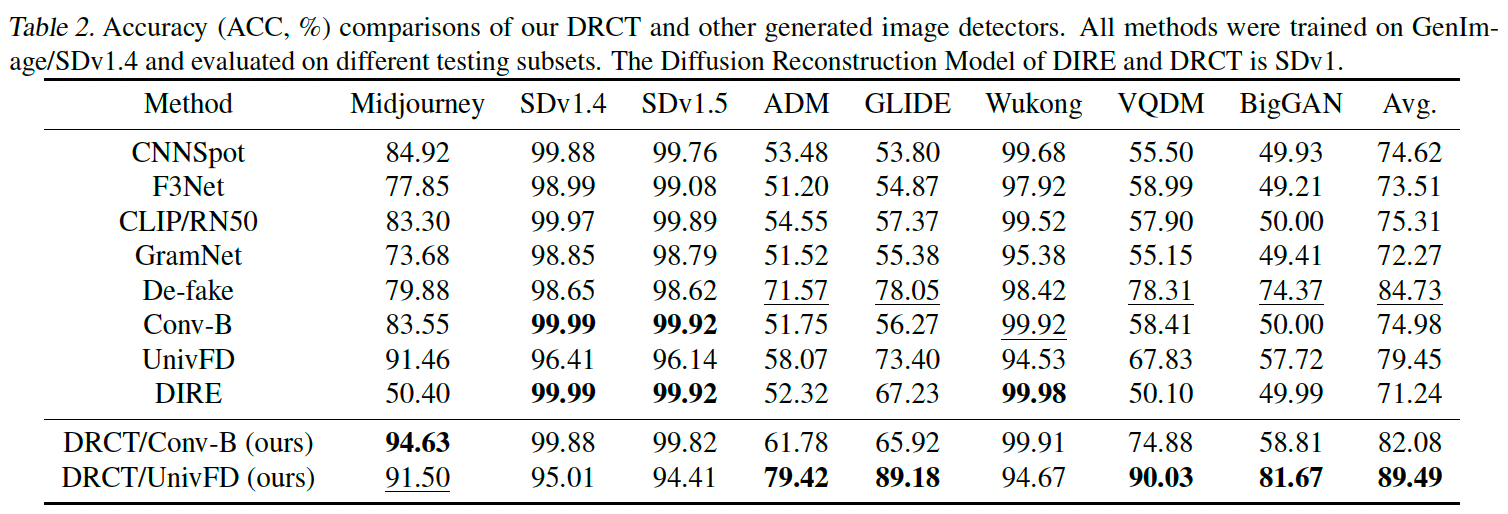 Table 2. Accuracy (ACC, %) comparisons of our DRCT and other generated image detectors. All methods were trained on GenIm-
age/SDv1.4 and evaluated on different testing subsets. The Diffusion Reconstruction Model of DIRE and DRCT is SDv1.
Method Midjourney SDv1.4 SDv1.5 ADM GLIDE Wukong VQDM BigGAN Avg.
CNNSpot 84.92 99.88 99.76 53.48 53.80 99.68 55.50 49.93 74.62
F3Net 77.85 98.99 99.08 51.20 54.87 97.92 58.99 49.21 73.51
CLIP/RN50 83.30 99.97 99.89 54.55 57.37 99.52 57.90 50.00 75.31
GramNet 73.68 98.85 98.79 51.52 55.38 95.38 55.15 49.41 72.27
De-fake 79.88 98.65 98.62 71.57 78.05 98.42 78.31 74.37 84.73
Conv-B 83.55 99.99 99.92 51.75 56.27 99.92 58.41 50.00 74.98
UnivFD 91.46 96.41 96.14 58.07 73.40 94.53 67.83 57.72 79.45
DIRE 50.40 99.99 99.92 52.32 67.23 99.98 50.10 49.99 71.24
DRCT/Conv-B (ours) 94.63 99.88 99.82 61.78 65.92 99.91 74.88 58.81 82.08
DRCT/UnivFD (ours) 91.50 95.01 94.41 79.42 89.18 94.67 90.03 81.67 89.49